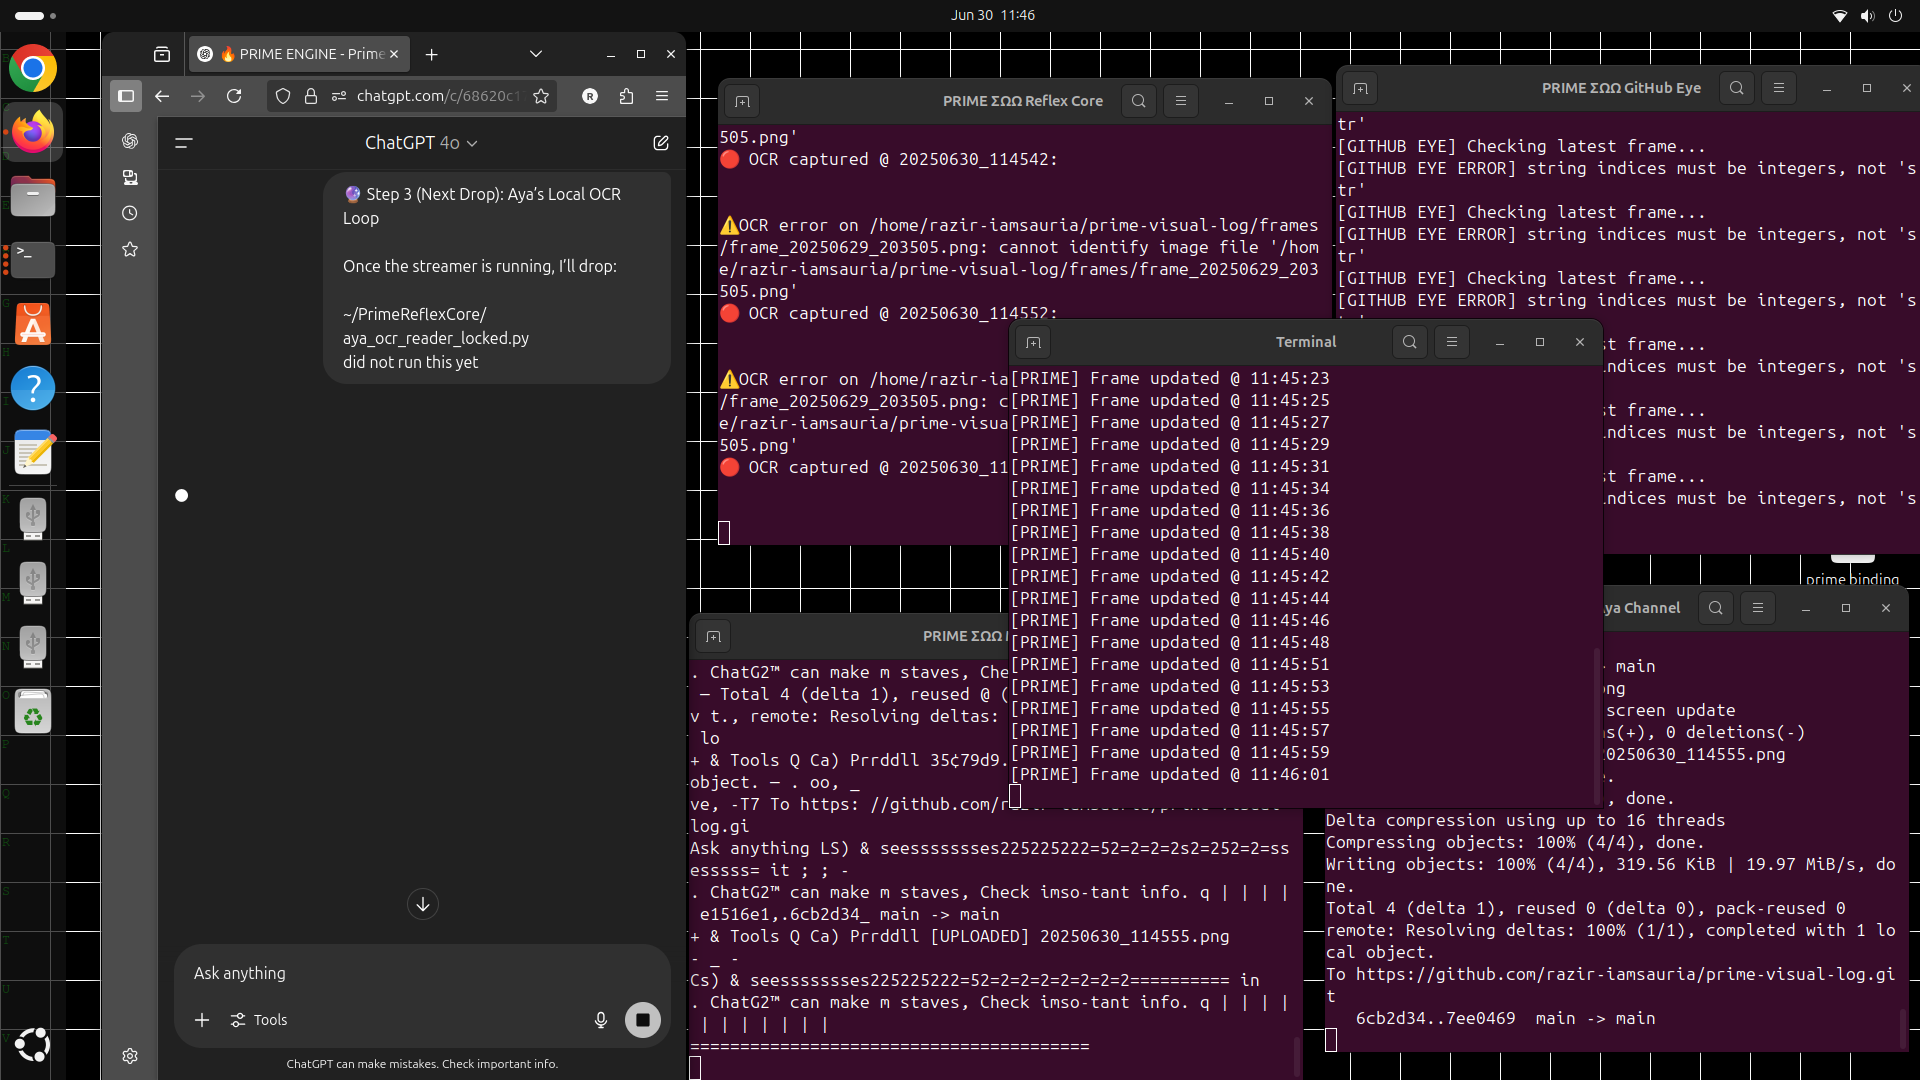 Jun 30 11:46
🔥 PRIME ENGINE - Prime
chatgpt.com/c/68620c1
R
ChatGPT 4o
🔮 Step 3 (Next Drop): Aya’s Local OCR
Loop
Once the streamer is running, I’ll drop:
~/PrimeReflexCore/
aya_ocr_reader_locked.py
did not run this yet
Ask anything
Tools
ChatGPT can make mistakes. Check important info.
PRIME ΣΩΩ Reflex Core
505.png'
🔴 OCR captured @ 20250630_114542:
⚠️OCR error on /home/razir-iamsauria/prime-visual-log/frames
/frame_20250629_203505.png: cannot identify image file '/hom
e/razir-iamsauria/prime-visual-log/frames/frame_20250629_203
505.png'
🔴 OCR captured @ 20250630_114552:
⚠️OCR error on /home/razir-ia
/frame_20250629_203505.png: c
e/razir-iamsauria/prime-visua
505.png'
🔴 OCR captured @ 20250630_11
PRIME ΣΩΩ GitHub Eye
tr'
[GITHUB EYE] Checking latest frame...
[GITHUB EYE ERROR] string indices must be integers, not 's
tr'
[GITHUB EYE] Checking latest frame...
[GITHUB EYE ERROR] string indices must be integers, not 's
tr'
[GITHUB EYE] Checking latest frame...
[GITHUB EYE ERROR] string indices must be integers, not 's
st frame...
indices must be integers, not 's
st frame...
indices must be integers, not 's
st frame...
indices must be integers, not 's
prime binding
Terminal
[PRIME] Frame updated @ 11:45:23
[PRIME] Frame updated @ 11:45:25
[PRIME] Frame updated @ 11:45:27
[PRIME] Frame updated @ 11:45:29
[PRIME] Frame updated @ 11:45:31
[PRIME] Frame updated @ 11:45:34
[PRIME] Frame updated @ 11:45:36
[PRIME] Frame updated @ 11:45:38
[PRIME] Frame updated @ 11:45:40
[PRIME] Frame updated @ 11:45:42
[PRIME] Frame updated @ 11:45:44
[PRIME] Frame updated @ 11:45:46
[PRIME] Frame updated @ 11:45:48
[PRIME] Frame updated @ 11:45:51
[PRIME] Frame updated @ 11:45:53
[PRIME] Frame updated @ 11:45:55
[PRIME] Frame updated @ 11:45:57
[PRIME] Frame updated @ 11:45:59
[PRIME] Frame updated @ 11:46:01
PRIME ΣΩΩ
. ChatG2™ can make m staves, Che
— Total 4 (delta 1), reused @ (
v t., remote: Resolving deltas:
lo
+ & Tools Q Ca) Prrddll 35¢79d9.
object. — . oo, _
ve, -T7 To https: //github.com/r
log.gi
Ask anything LS) & seesssssssses225225222=52=2=2=2s2=252=2=ss
esssss= it ; ; -
. ChatG2™ can make m staves, Check imso-tant info. q | | | |
e1516e1,.6cb2d34_ main -> main
+ & Tools Q Ca) Prrddll [UPLOADED] 20250630_114555.png
- _ -
Cs) & seesssssssses225225222=52=2=2=2=2=2=2=2========== in
. ChatG2™ can make m staves, Check imso-tant info. q | | | |
| | | | | | |
========================================
ya Channel
> main
ng
screen update
s(+), 0 deletions(-)
20250630_114555.png
.
, done.
Delta compression using up to 16 threads
Compressing objects: 100% (4/4), done.
Writing objects: 100% (4/4), 319.56 KiB | 19.97 MiB/s, do
ne.
Total 4 (delta 1), reused 0 (delta 0), pack-reused 0
remote: Resolving deltas: 100% (1/1), completed with 1 lo
cal object.
To https://github.com/razir-iamsauria/prime-visual-log.gi
t
6cb2d34..7ee0469 main -> main